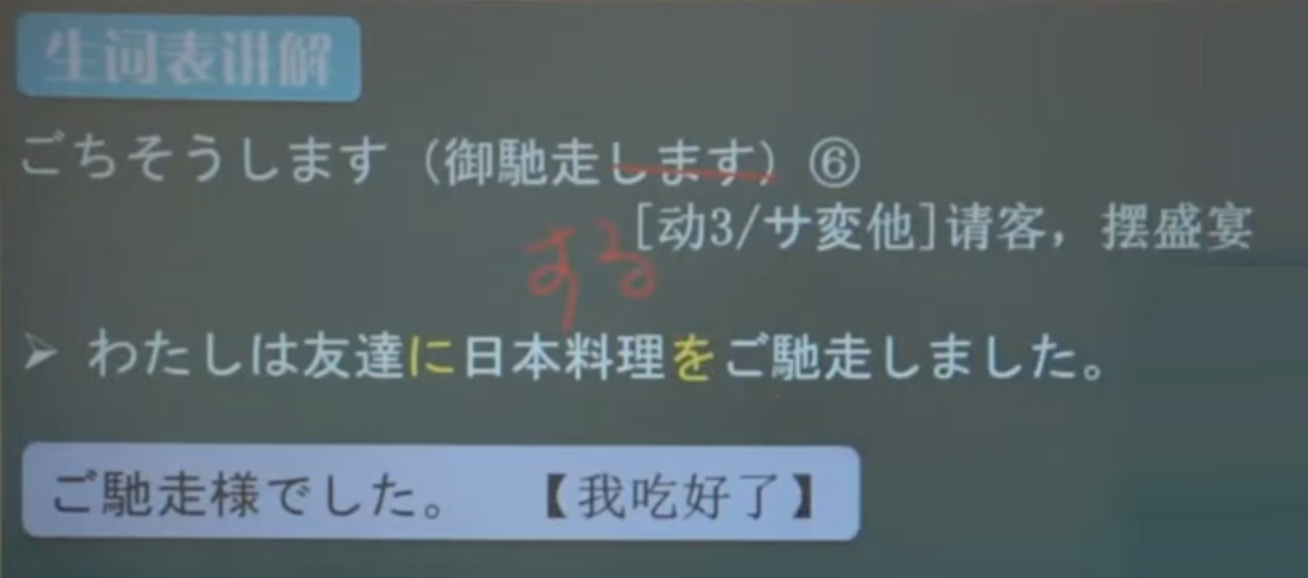 生词表讲解
ごちそうします（御馳走します）⑥
[动3/サ変他]请客，摆盛宴
する
わたしは友達に日本料理をご馳走しました。
ご馳走様でした。 【我吃好了】